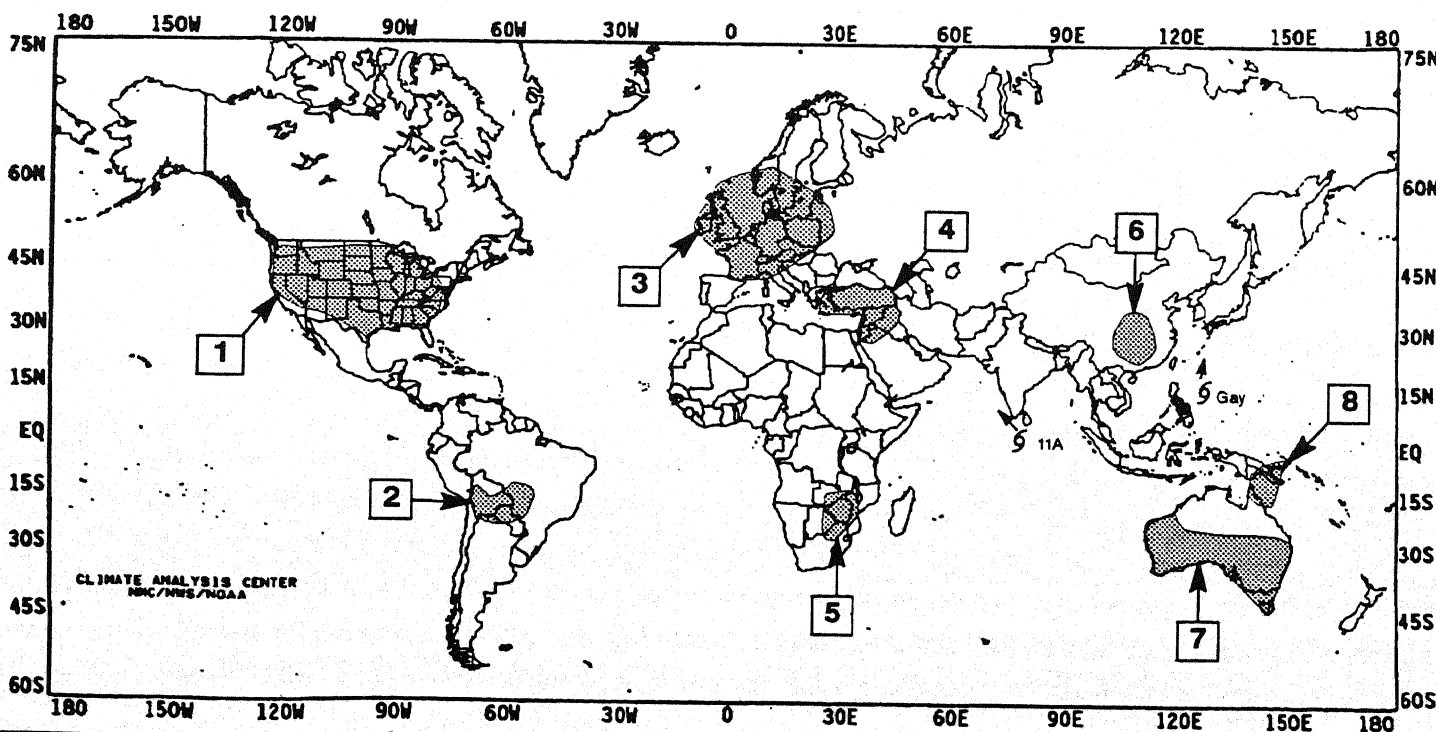 180 150W 120W 90W 60W 30W 0 30E 60E 90E 120E 150E 180
75N 75N
60N 60N
45N 45N
30N 30N
15N 15N
EQ EQ
15S 15S
30S 30S
45S 45S
60S 60S
1
2
3
4
5
6
7
8
Gay
11A
CLIMATE ANALYSIS CENTER
NMC/NWS/NOAA
180 150W 120W 90W 60W 30W 0 30E 60E 90E 120E 150E 180